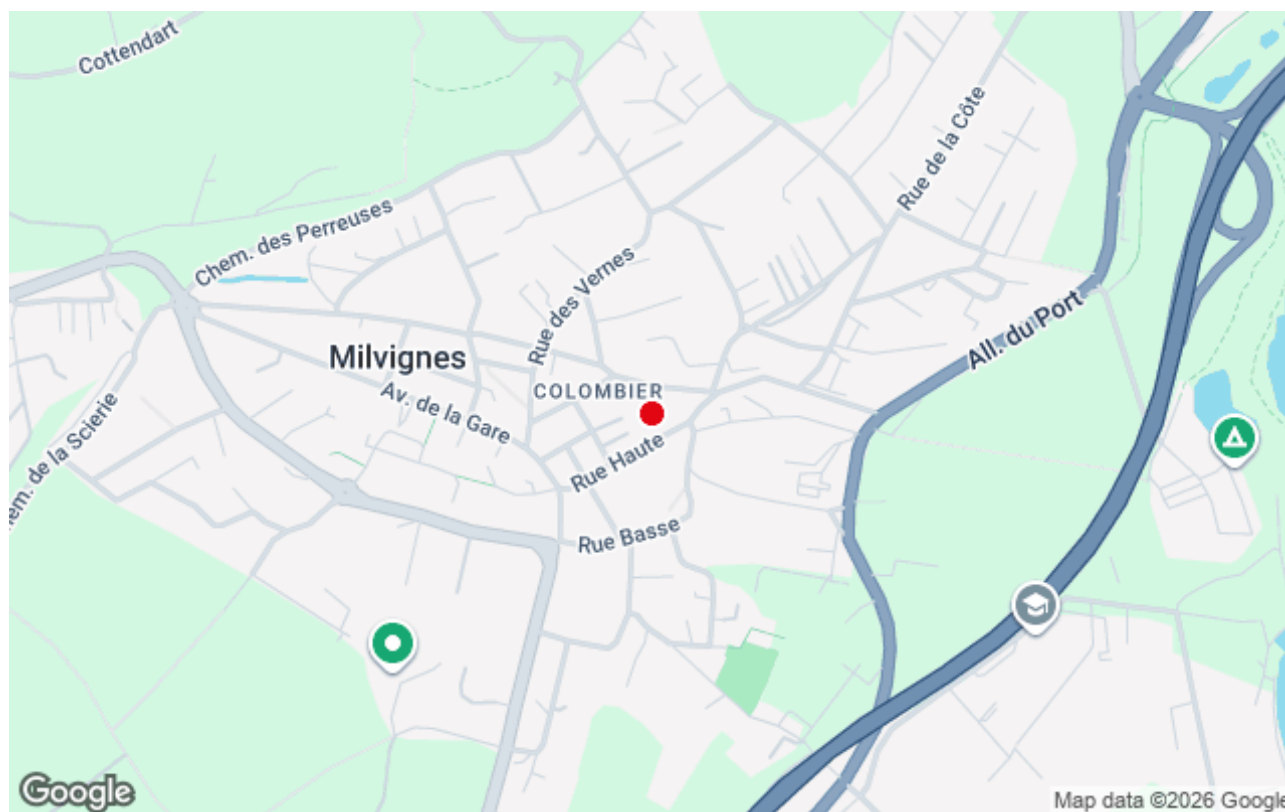 Cottendart
Rue de la Côte
Chem. des Perreuses
Rue des Vernes
All. du Port
Milvignes
COLOMBIER
Av. de la Gare
Chem. de la Scierie
Rue Haute
Rue Basse
Google
Map data ©2026 Google